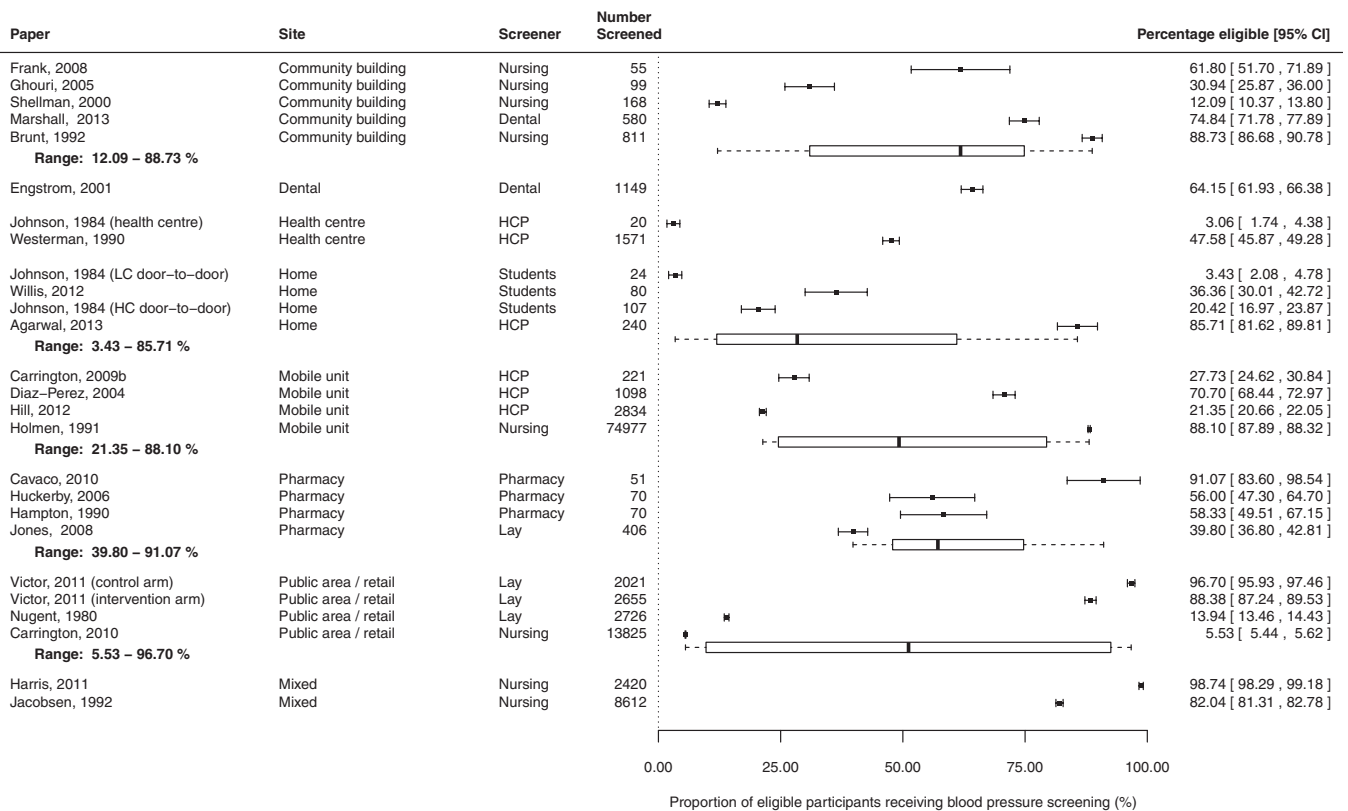 Paper Site Screener Number Screened Percentage eligible [95% CI]
Frank, 2008 Community building Nursing 55 61.80 [ 51.70 , 71.89 ]
Ghouri, 2005 Community building Nursing 99 30.94 [ 25.87 , 36.00 ]
Shellman, 2000 Community building Nursing 168 12.09 [ 10.37 , 13.80 ]
Marshall, 2013 Community building Dental 580 74.84 [ 71.78 , 77.89 ]
Brunt, 1992 Community building Nursing 811 88.73 [ 86.68 , 90.78 ]
Range: 12.09 – 88.73 %
Engstrom, 2001 Dental Dental 1149 64.15 [ 61.93 , 66.38 ]
Johnson, 1984 (health centre) Health centre HCP 20 3.06 [ 1.74 , 4.38 ]
Westerman, 1990 Health centre HCP 1571 47.58 [ 45.87 , 49.28 ]
Johnson, 1984 (LC door−to−door) Home Students 24 3.43 [ 2.08 , 4.78 ]
Willis, 2012 Home Students 80 36.36 [ 30.01 , 42.72 ]
Johnson, 1984 (HC door−to−door) Home Students 107 20.42 [ 16.97 , 23.87 ]
Agarwal, 2013 Home HCP 240 85.71 [ 81.62 , 89.81 ]
Range: 3.43 – 85.71 %
Carrington, 2009b Mobile unit HCP 221 27.73 [ 24.62 , 30.84 ]
Diaz−Perez, 2004 Mobile unit HCP 1098 70.70 [ 68.44 , 72.97 ]
Hill, 2012 Mobile unit HCP 2834 21.35 [ 20.66 , 22.05 ]
Holmen, 1991 Mobile unit Nursing 74977 88.10 [ 87.89 , 88.32 ]
Range: 21.35 – 88.10 %
Cavaco, 2010 Pharmacy Pharmacy 51 91.07 [ 83.60 , 98.54 ]
Huckerby, 2006 Pharmacy Pharmacy 70 56.00 [ 47.30 , 64.70 ]
Hampton, 1990 Pharmacy Pharmacy 70 58.33 [ 49.51 , 67.15 ]
Jones, 2008 Pharmacy Lay 406 39.80 [ 36.80 , 42.81 ]
Range: 39.80 – 91.07 %
Victor, 2011 (control arm) Public area / retail Lay 2021 96.70 [ 95.93 , 97.46 ]
Victor, 2011 (intervention arm) Public area / retail Lay 2655 88.38 [ 87.24 , 89.53 ]
Nugent, 1980 Public area / retail Lay 2726 13.94 [ 13.46 , 14.43 ]
Carrington, 2010 Public area / retail Nursing 13825 5.53 [ 5.44 , 5.62 ]
Range: 5.53 – 96.70 %
Harris, 2011 Mixed Nursing 2420 98.74 [ 98.29 , 99.18 ]
Jacobsen, 1992 Mixed Nursing 8612 82.04 [ 81.31 , 82.78 ]
0.00 25.00 50.00 75.00 100.00
Proportion of eligible participants receiving blood pressure screening (%)